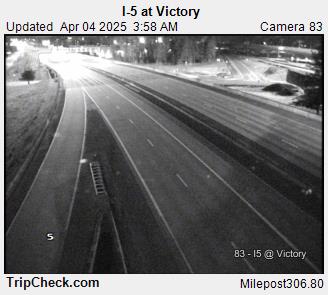 I-5 at Victory
Updated Apr 04 2025 3:58 AM Camera 83
S
83 - I5 @ Victory
TripCheck.com Milepost306.80